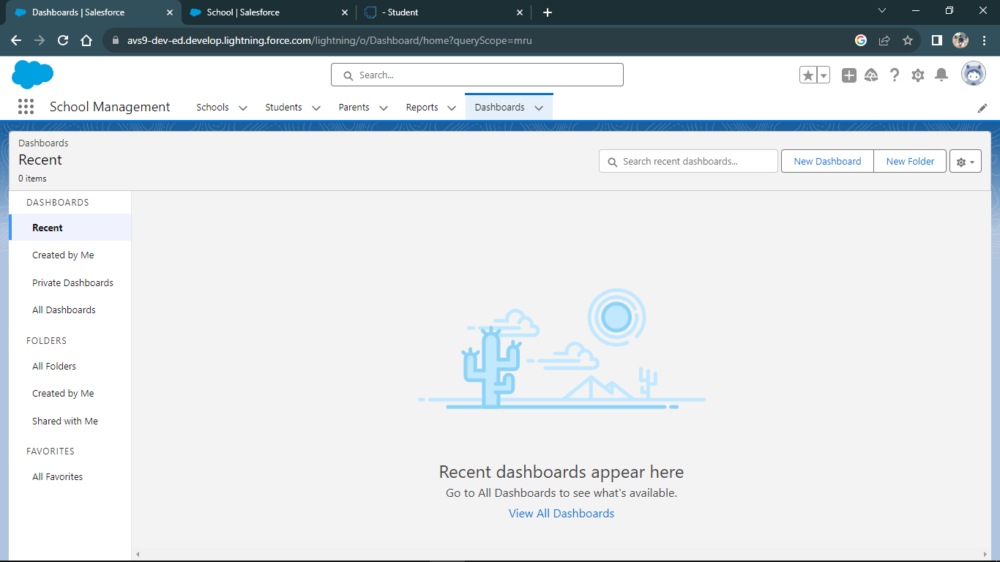 Dashboards | Salesforce
School | Salesforce
- Student
avs9-dev-ed.develop.lightning.force.com/lightning/o/Dashboard/home?queryScope=mru
Search...
School Management
Schools
Students
Parents
Reports
Dashboards
Dashboards
Recent
0 items
Search recent dashboards...
New Dashboard
New Folder
DASHBOARDS
Recent
Created by Me
Private Dashboards
All Dashboards
FOLDERS
All Folders
Created by Me
Shared with Me
FAVORITES
All Favorites
Recent dashboards appear here
Go to All Dashboards to see what's available.
View All Dashboards